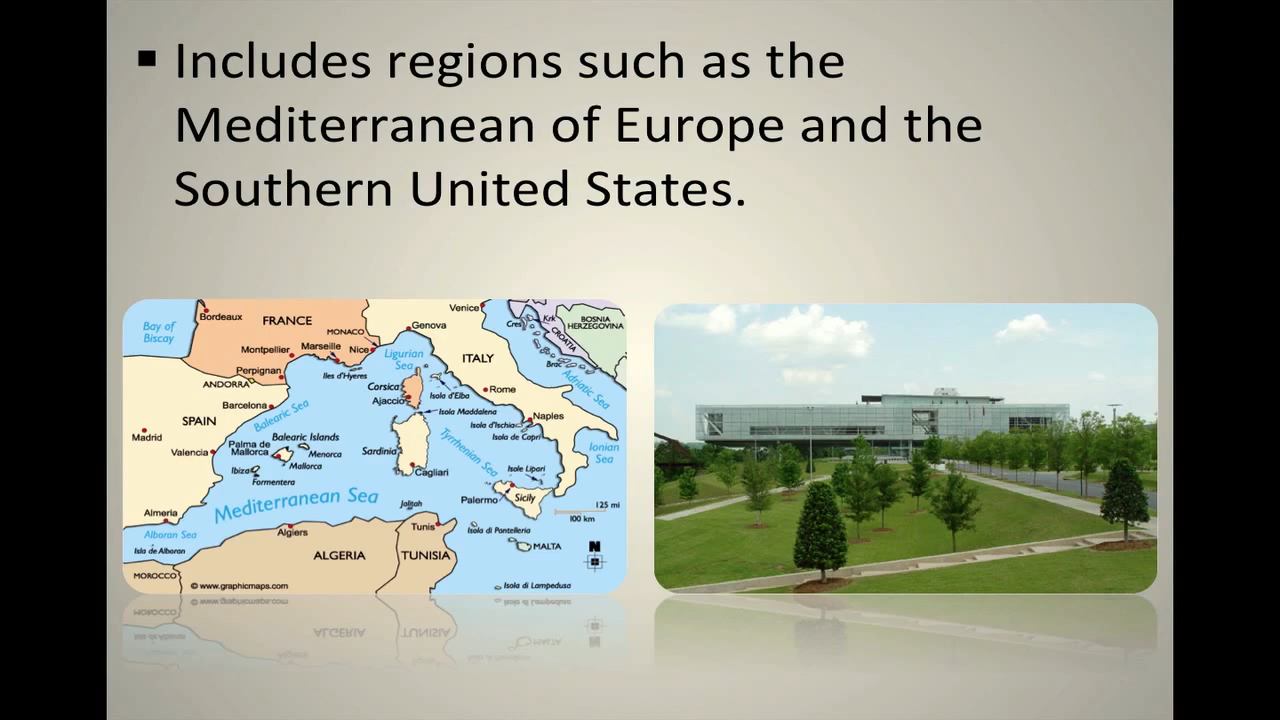 ▪ Includes regions such as the
Mediterranean of Europe and the
Southern United States.
Venice
Bordeaux
FRANCE
Bay of
Biscay
MONACO
Genova
Krk
Cres
CROATIA
BOSNIA
HERZEGOVINA
Montpellier
Marseille
Nice
Ligurian
Sea
ITALY
Perpignan
Iles d'Hyeres
Brac
ANDORRA
Corsica
Ajaccio
Isola d'Elba
Rome
Adriatic Sea
Barcelona
Balearic Sea
Isola Maddalena
SPAIN
Isola d'Ischia
Naples
Madrid
Balearic Islands
Isola de Capri
Palma de
Mallorca
Menorca
Sardinia
Tyrrhenian Sea
Ionian
Sea
Valencia
Mallorca
Ibiza
Cagliari
Isole Lipari
Formentera
Mediterranean Sea
Palermo
Sicily
Jalitah
125 mi
100 km
Almeria
Algiers
Tunis
Isola di Pantelleria
Alboran Sea
Isla de Alboran
ALGERIA
TUNISIA
MALTA
N
MOROCCO
© www.graphicmaps.com
Isola di Lampedusa